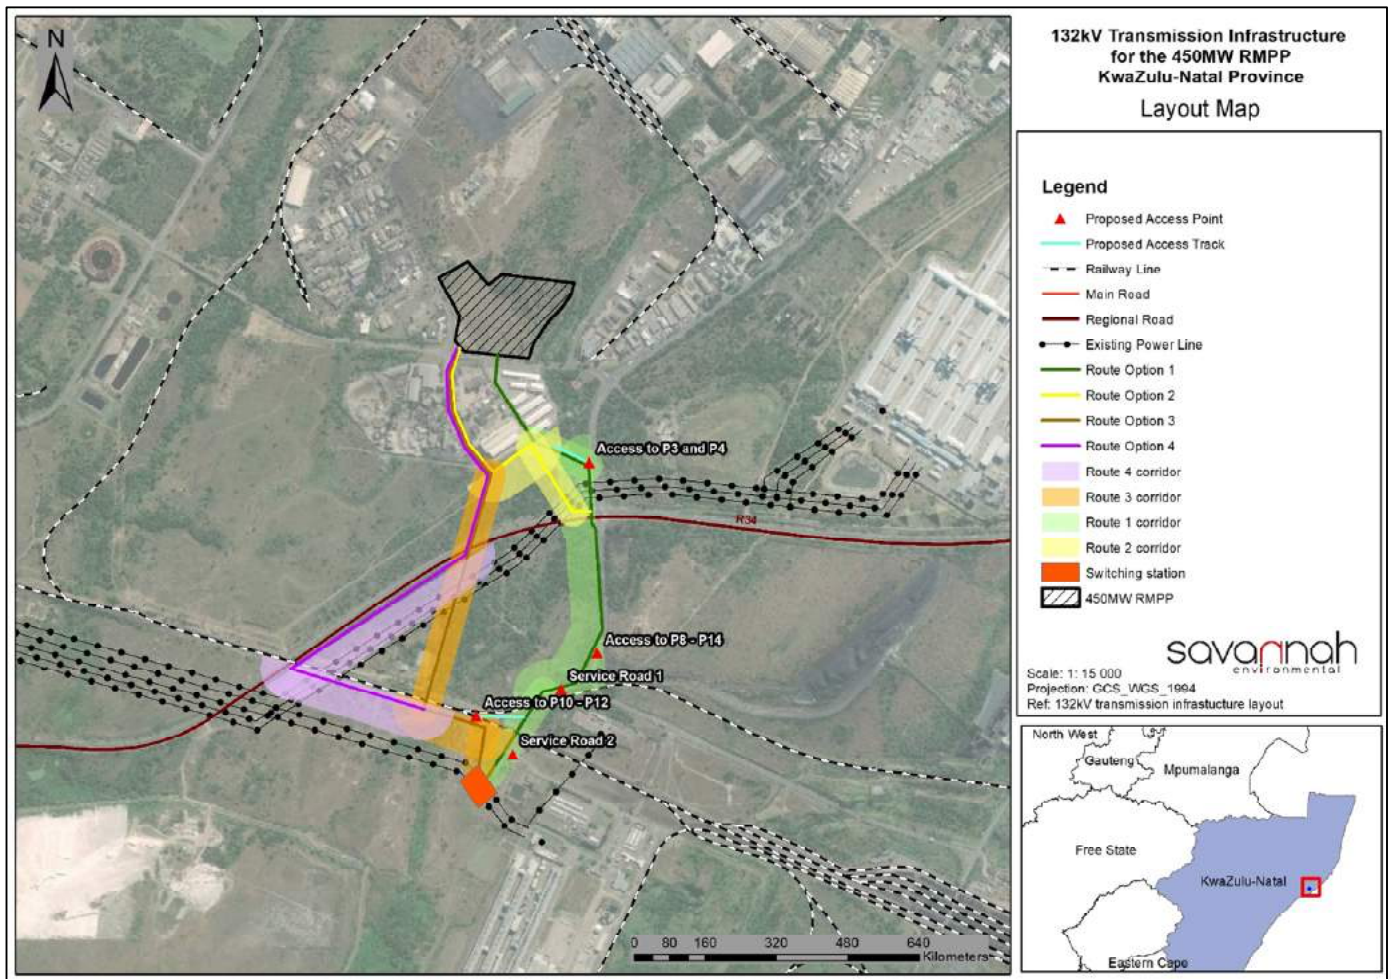 N
132kV Transmission Infrastructure
for the 450MW RMPP
KwaZulu-Natal Province
Layout Map
Legend
Proposed Access Point
Proposed Access Track
Railway Line
Main Road
Regional Road
Existing Power Line
Route Option 1
Route Option 2
Route Option 3
Route Option 4
Route 4 corridor
Route 3 corridor
Route 1 corridor
Route 2 corridor
Switching station
450MW RMPP
savannah
environmental
Scale: 1: 15 000
Projection: GCS_WGS_1994
Ref: 132kV transmission infrastucture layout
Access to P3 and P4
R34
Access to P8 - P14
Service Road 1
Access to P10 - P12
Service Road 2
0 80 160 320 480 640
Kilometers
North West
Gauteng
Mpumalanga
Free State
KwaZulu-Natal
Eastern Cape